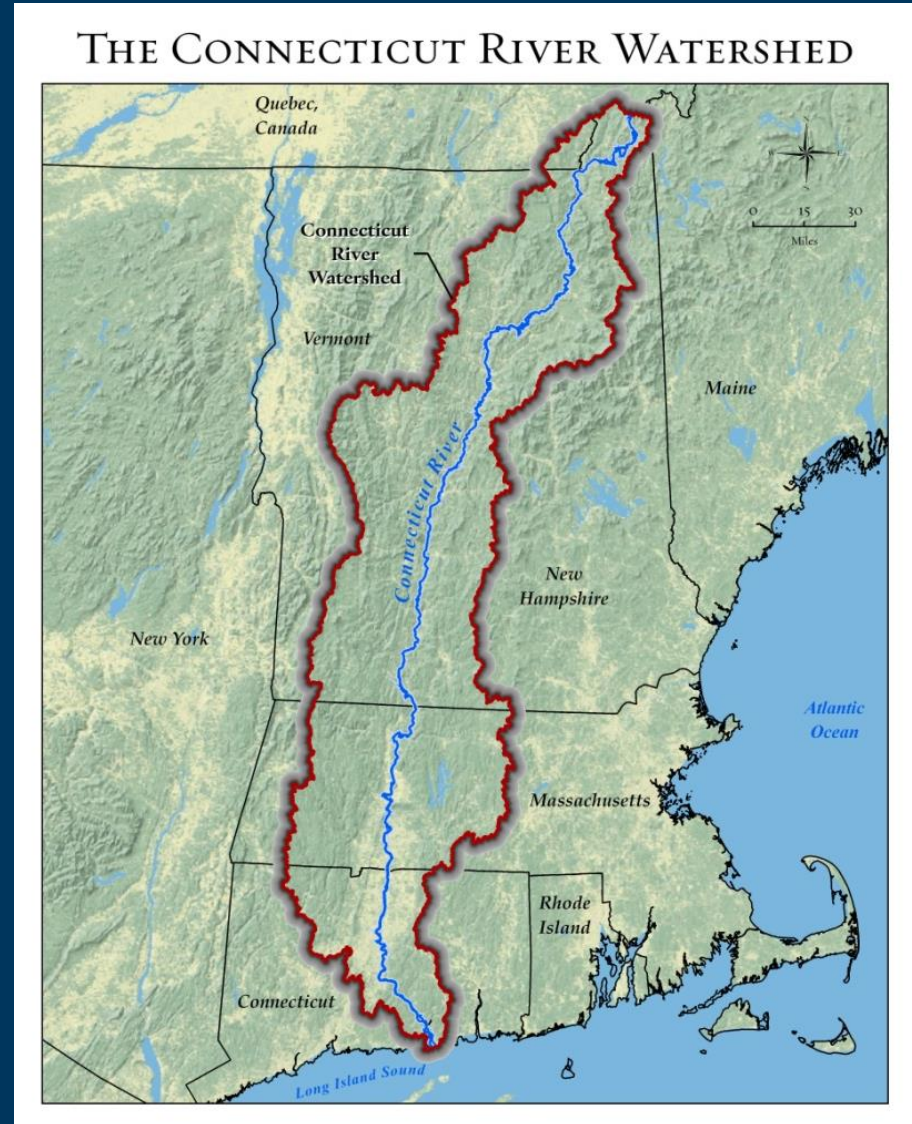 THE CONNECTICUT RIVER WATERSHED
Quebec,
Canada
N
W
E
S
0 15 30
Miles
Connecticut
River
Watershed
Vermont
Maine
Connecticut River
New
Hampshire
New York
Atlantic
Ocean
Massachusetts
Rhode
Island
Connecticut
Long Island Sound